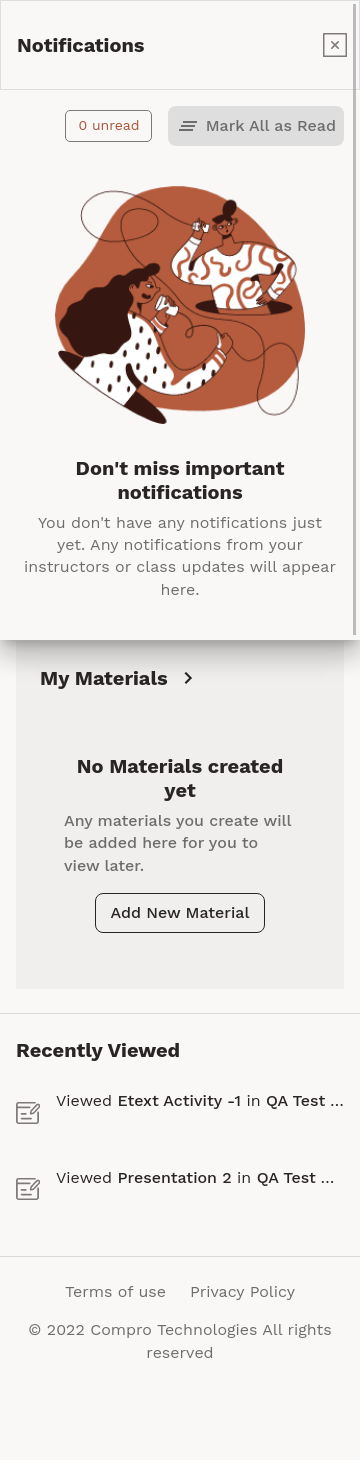 Notifications
0 unread
Mark All as Read
Don't miss important
notifications
You don't have any notifications just
yet. Any notifications from your
instructors or class updates will appear
here.
My Materials
No Materials created
yet
Any materials you create will
be added here for you to
view later.
Add New Material
Recently Viewed
Viewed Etext Activity -1 in QA Test ...
Viewed Presentation 2 in QA Test ...
Terms of use Privacy Policy
© 2022 Compro Technologies All rights
reserved